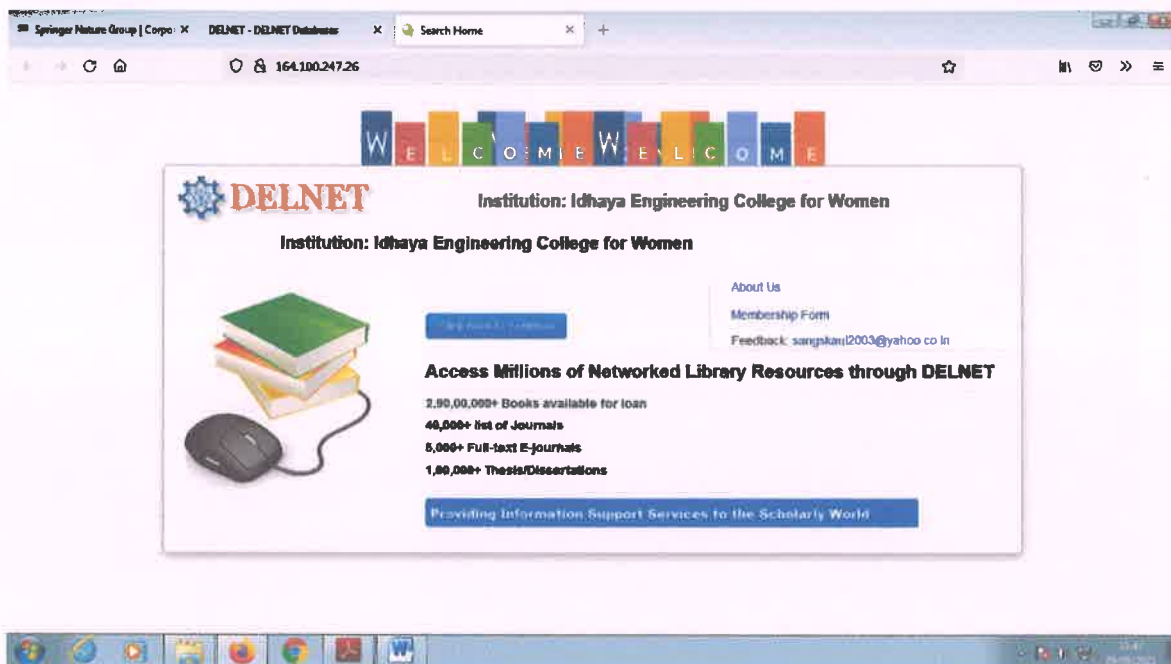 Springer Nature Group | Corpo X DELNET - DELNET Databases X Search Home X +
164.100.247.26
WELCOME WELCOME
DELNET
Institution: Idhaya Engineering College for Women
Institution: Idhaya Engineering College for Women
About Us
Membership Form
Feedback: sangskaul2003@yahoo co in
Access Millions of Networked Library Resources through DELNET
2,90,00,000+ Books available for loan
40,000+ list of Journals
5,000+ Full-text E-journals
1,00,000+ Thesis/Dissertations
Providing Information Support Services to the Scholarly World